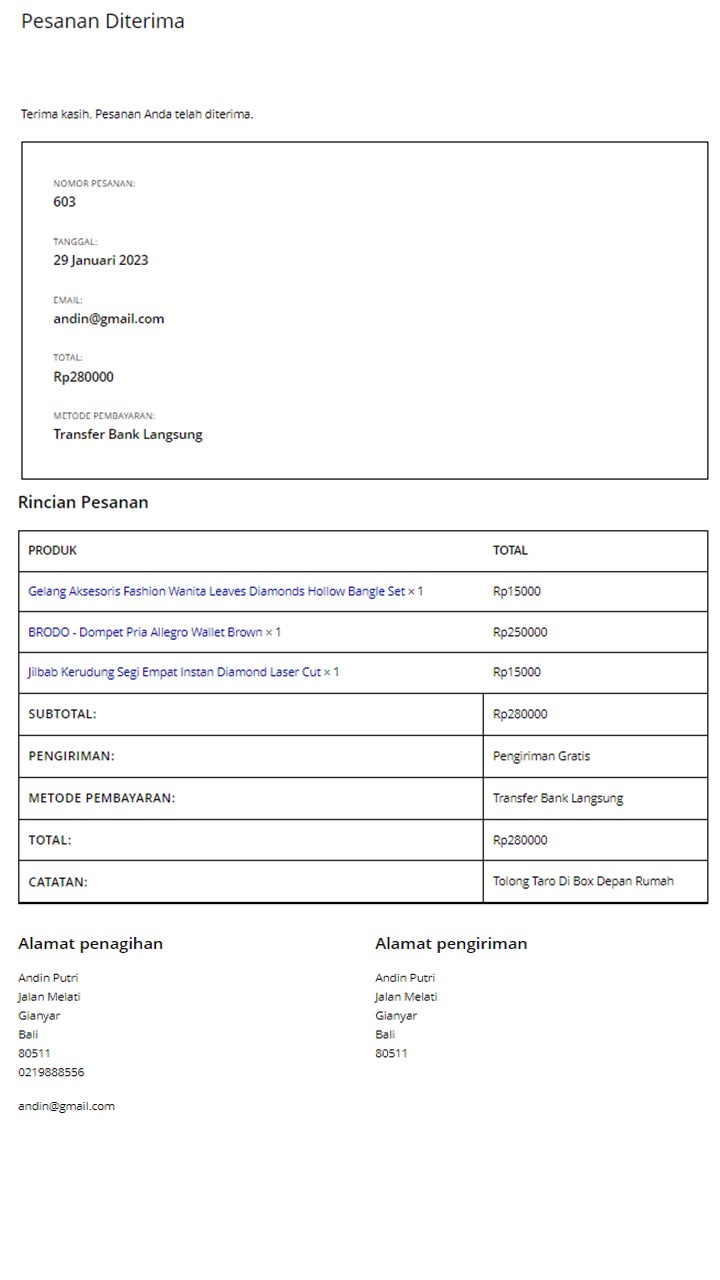 Pesanan Diterima
Terima kasih. Pesanan Anda telah diterima.
NOMOR PESANAN:
603
TANGGAL:
29 Januari 2023
EMAIL:
andin@gmail.com
TOTAL:
Rp280000
METODE PEMBAYARAN:
Transfer Bank Langsung
Rincian Pesanan
PRODUK TOTAL
Gelang Aksesoris Fashion Wanita Leaves Diamonds Hollow Bangle Set × 1 Rp15000
BRODO - Dompet Pria Allegro Wallet Brown × 1 Rp250000
Jilbab Kerudung Segi Empat Instan Diamond Laser Cut × 1 Rp15000
SUBTOTAL: Rp280000
PENGIRIMAN: Pengiriman Gratis
METODE PEMBAYARAN: Transfer Bank Langsung
TOTAL: Rp280000
CATATAN: Tolong Taro Di Box Depan Rumah
Alamat penagihan
Andin Putri
Jalan Melati
Gianyar
Bali
80511
0219888556
andin@gmail.com
Alamat pengiriman
Andin Putri
Jalan Melati
Gianyar
Bali
80511